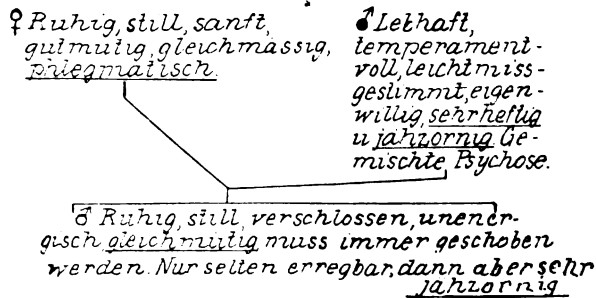 ♀ Ruhig, still, sanft,
gutmütig, gleichmässig,
phlegmatisch.
♂ Lebhaft,
temperament-
voll, leicht miss-
gestimmt, eigen-
willig, sehr heftig
u jähzornig Ge-
mischte Psychose.
♂ Ruhig, still, verschlossen, unener-
gisch gleichmütig muss immer geschoben
werden. Nur selten erregbar, dann aber sehr
jähzornig